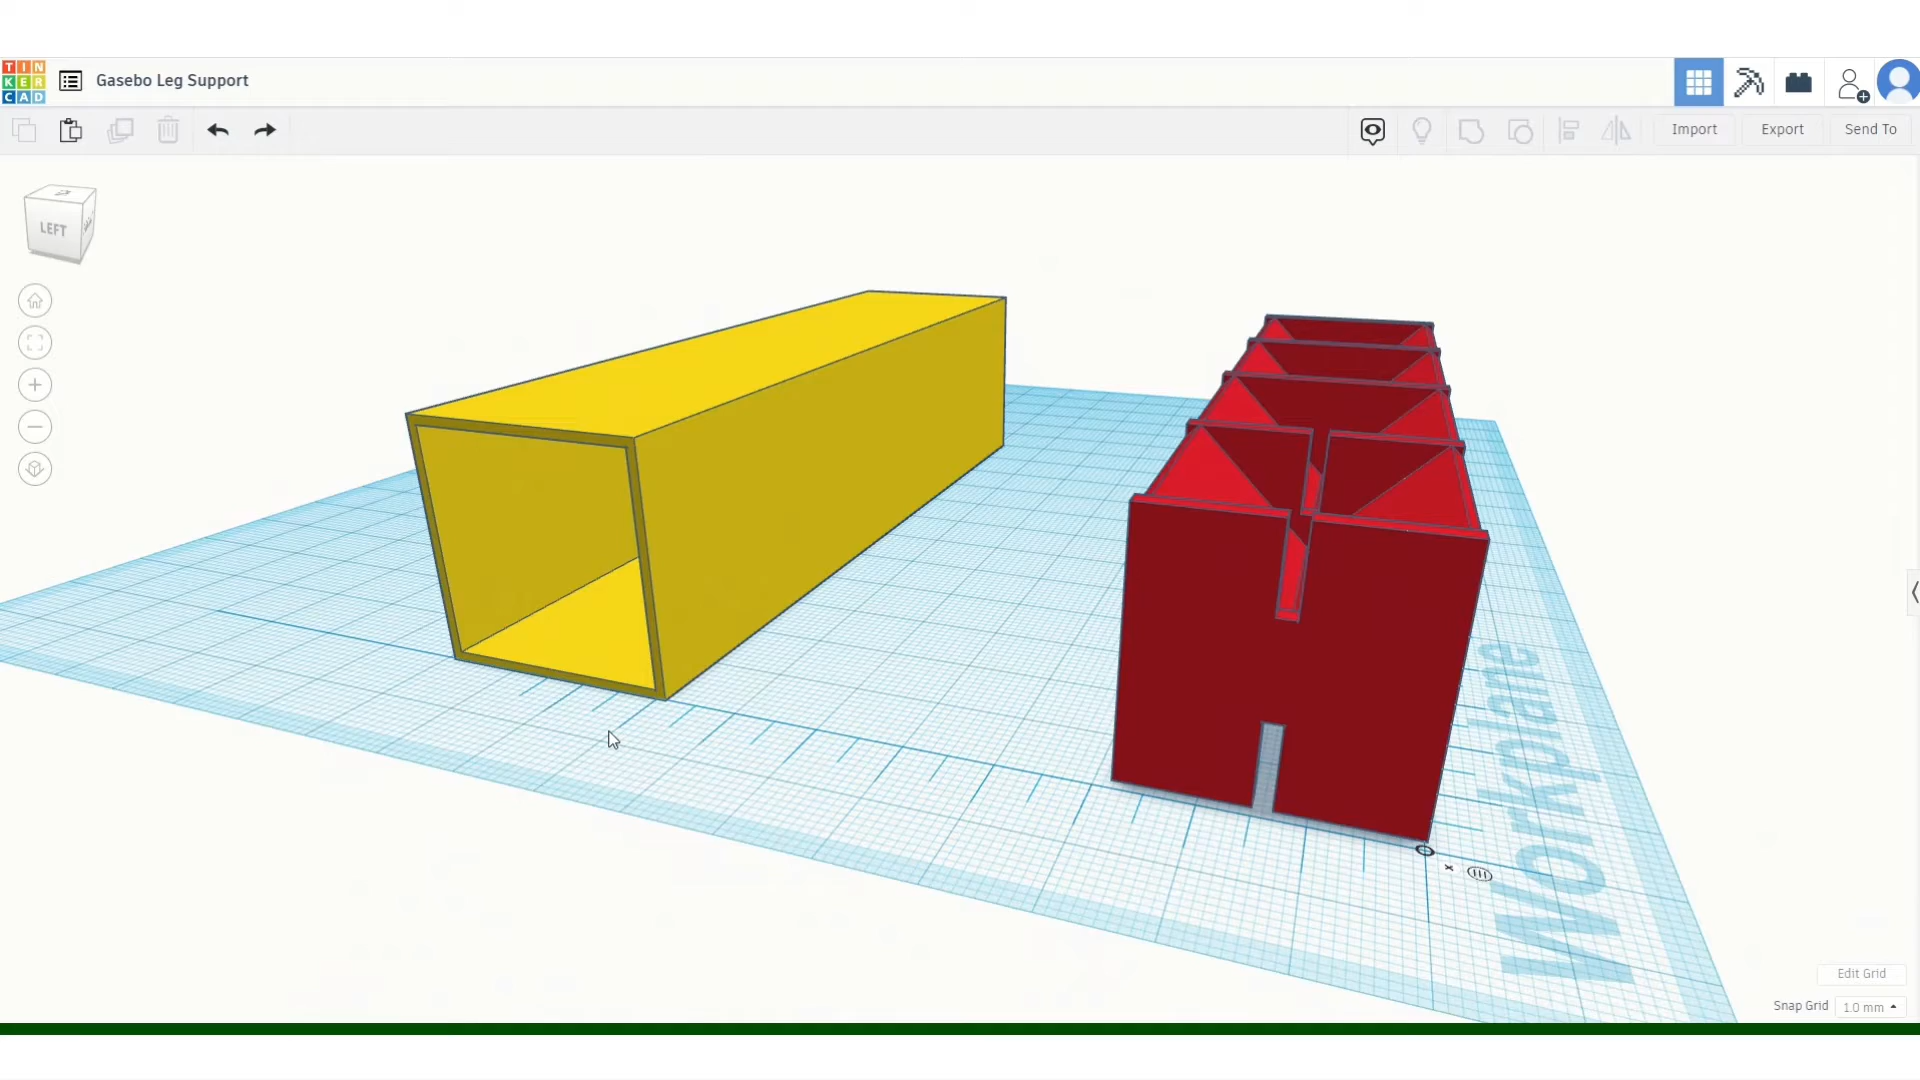 TIN
KER
CAD
Gasebo Leg Support
Import
Export
Send To
LEFT
Workplane
Edit Grid
Snap Grid
1.0 mm